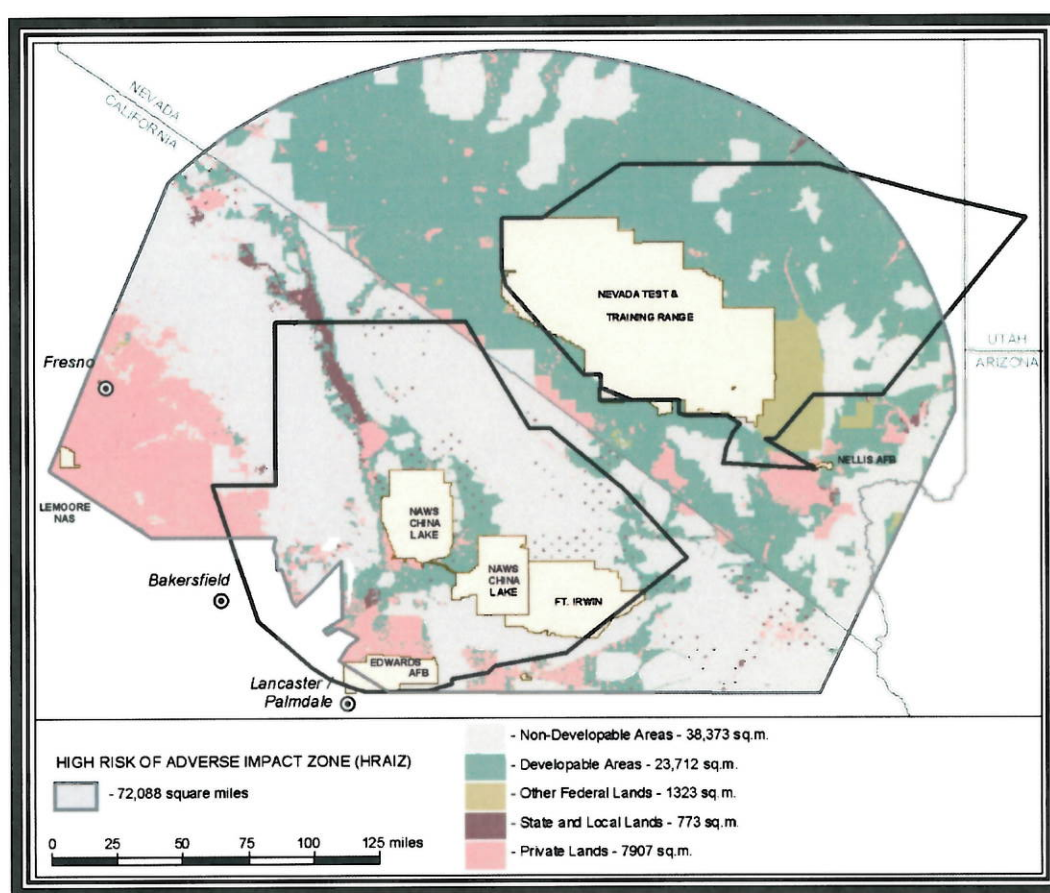 NEVADA
CALIFORNIA
NEVADA TEST &
TRAINING RANGE
UTAH
ARIZONA
Fresno
LEMOORE
NAS
NELLIS AFB
NAWS
CHINA
LAKE
NAWS
CHINA
LAKE
FT. IRWIN
Bakersfield
EDWARDS
AFB
Lancaster /
Palmdale
HIGH RISK OF ADVERSE IMPACT ZONE (HRAIZ)
- 72,088 square miles
0 25 50 75 100 125 miles
- Non-Developable Areas - 38,373 sq.m.
- Developable Areas - 23,712 sq.m.
- Other Federal Lands - 1323 sq.m.
- State and Local Lands - 773 sq.m.
- Private Lands - 7907 sq.m.